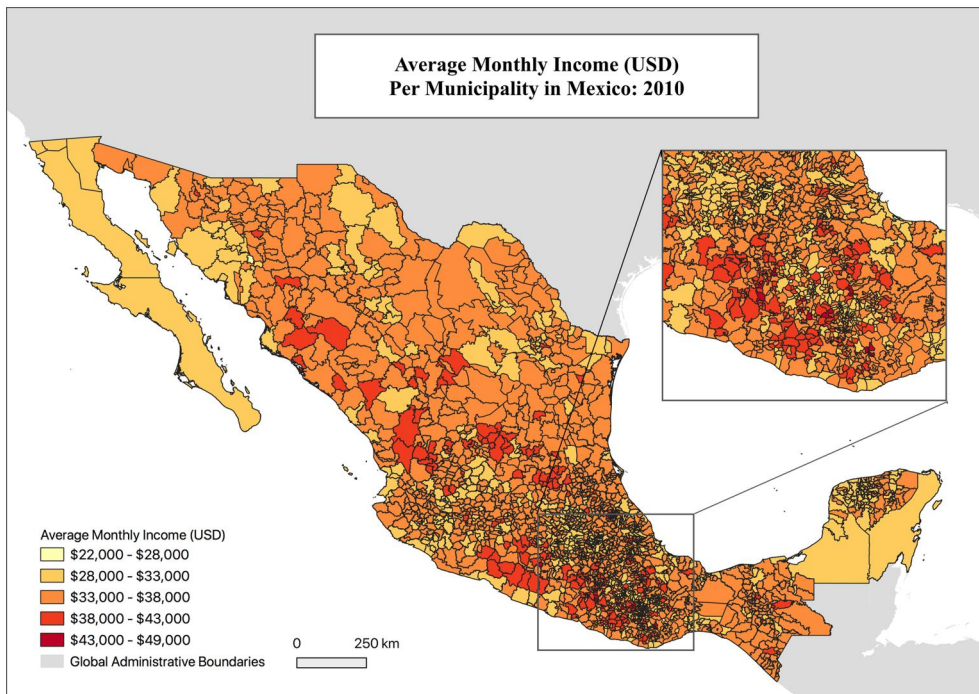 Average Monthly Income (USD)
Per Municipality in Mexico: 2010
Average Monthly Income (USD)
$22,000 - $28,000
$28,000 - $33,000
$33,000 - $38,000
$38,000 - $43,000
$43,000 - $49,000
Global Administrative Boundaries
0 250 km